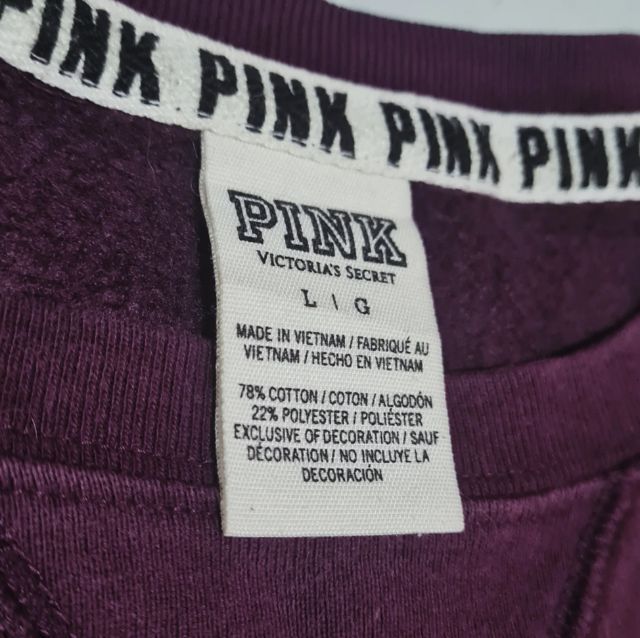 PINK PINK PINK PINK
PINK
VICTORIA'S SECRET
L | G
MADE IN VIETNAM / FABRIQUÉ AU
VIETNAM / HECHO EN VIETNAM
78% COTTON / COTON / ALGODÓN
22% POLYESTER / POLIÉSTER
EXCLUSIVE OF DECORATION / SAUF
DÉCORATION / NO INCLUYE LA
DECORACIÓN